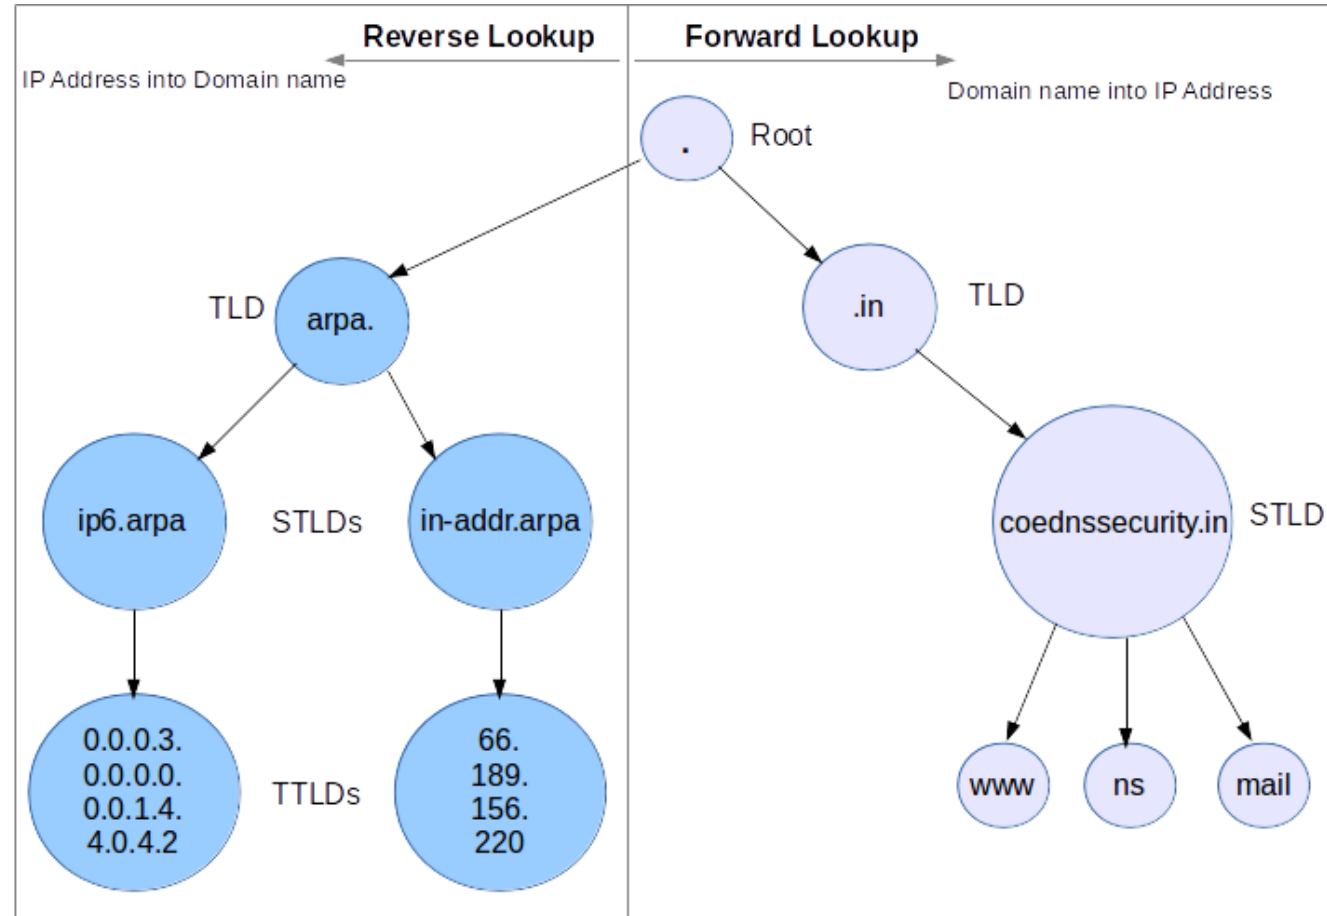 Reverse Lookup
Forward Lookup
IP Address into Domain name
Domain name into IP Address
.
Root
TLD
arpa.
.in
TLD
ip6.arpa
STLDs
in-addr.arpa
coednssecurity.in
STLD
0.0.0.3.
0.0.0.0.
0.0.1.4.
4.0.4.2
TTLDs
66.
189.
156.
220
www
ns
mail